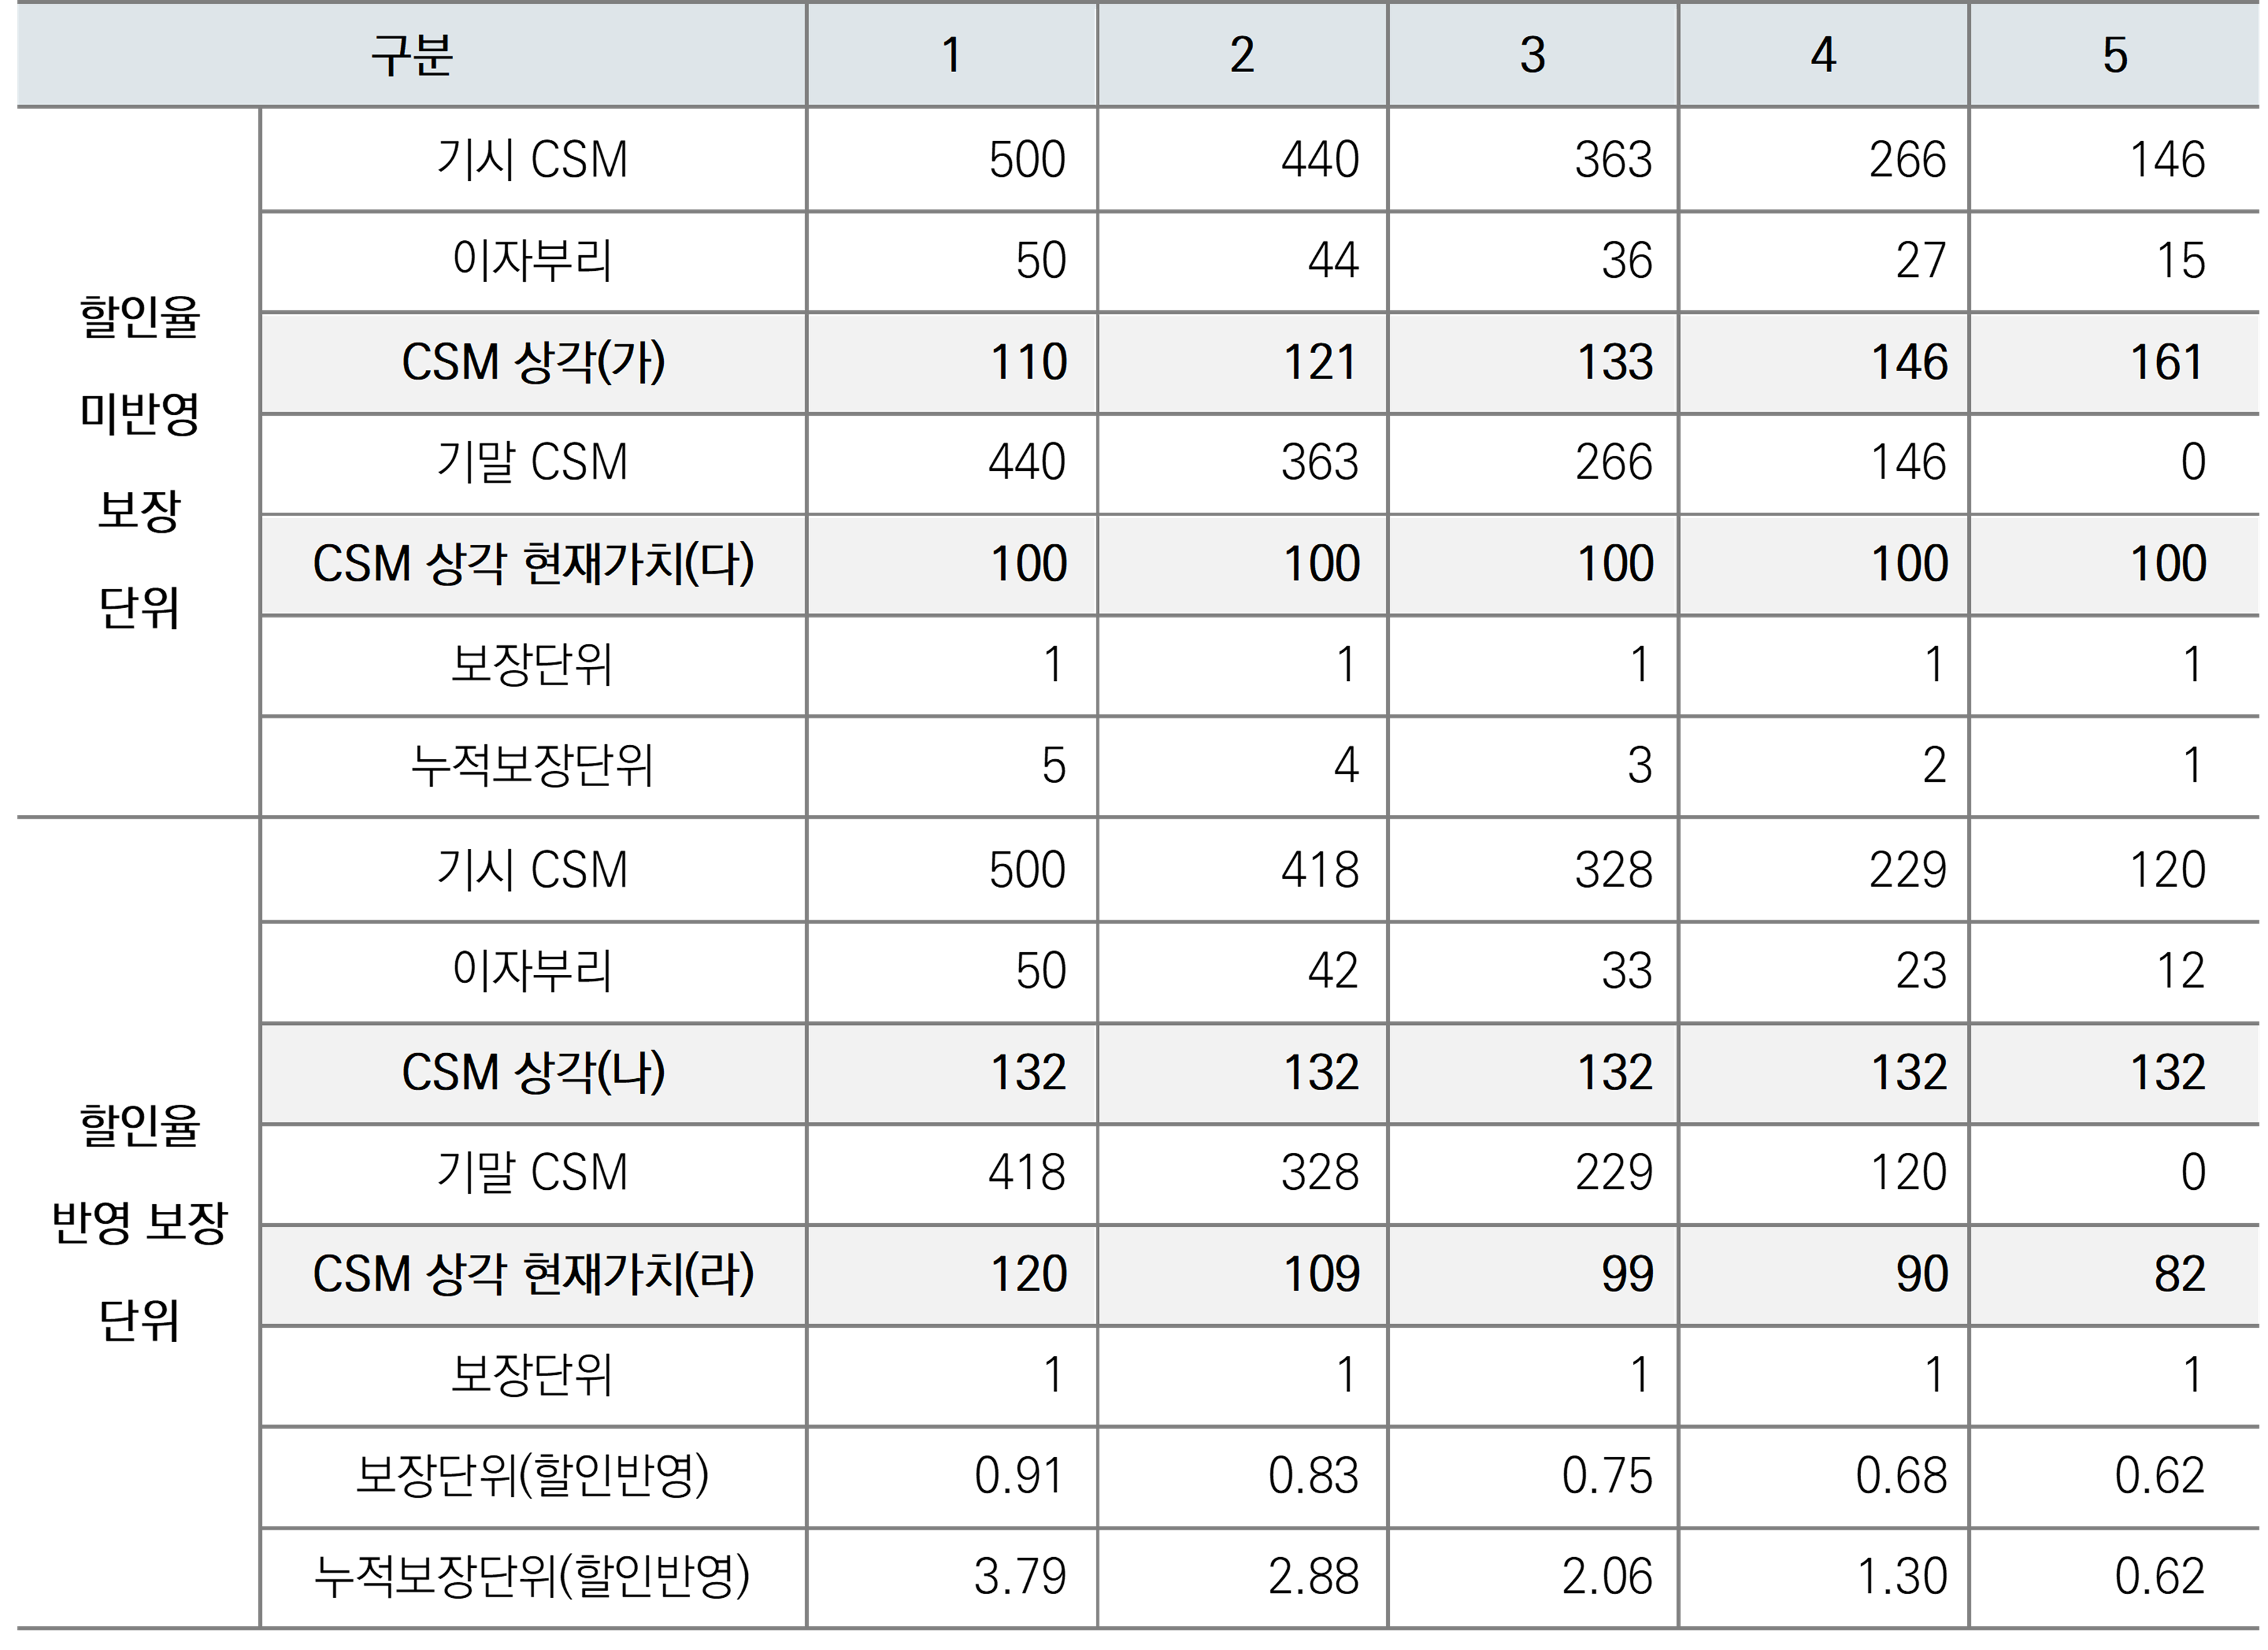 구분 1 2 3 4 5
할인율
미반영
보장
단위
기시 CSM 500 440 363 266 146
이자부리 50 44 36 27 15
CSM 상각(가) 110 121 133 146 161
기말 CSM 440 363 266 146 0
CSM 상각 현재가치(다) 100 100 100 100 100
보장단위 1 1 1 1 1
누적보장단위 5 4 3 2 1
할인율
반영 보장
단위
기시 CSM 500 418 328 229 120
이자부리 50 42 33 23 12
CSM 상각(나) 132 132 132 132 132
기말 CSM 418 328 229 120 0
CSM 상각 현재가치(라) 120 109 99 90 82
보장단위 1 1 1 1 1
보장단위(할인반영) 0.91 0.83 0.75 0.68 0.62
누적보장단위(할인반영) 3.79 2.88 2.06 1.30 0.62